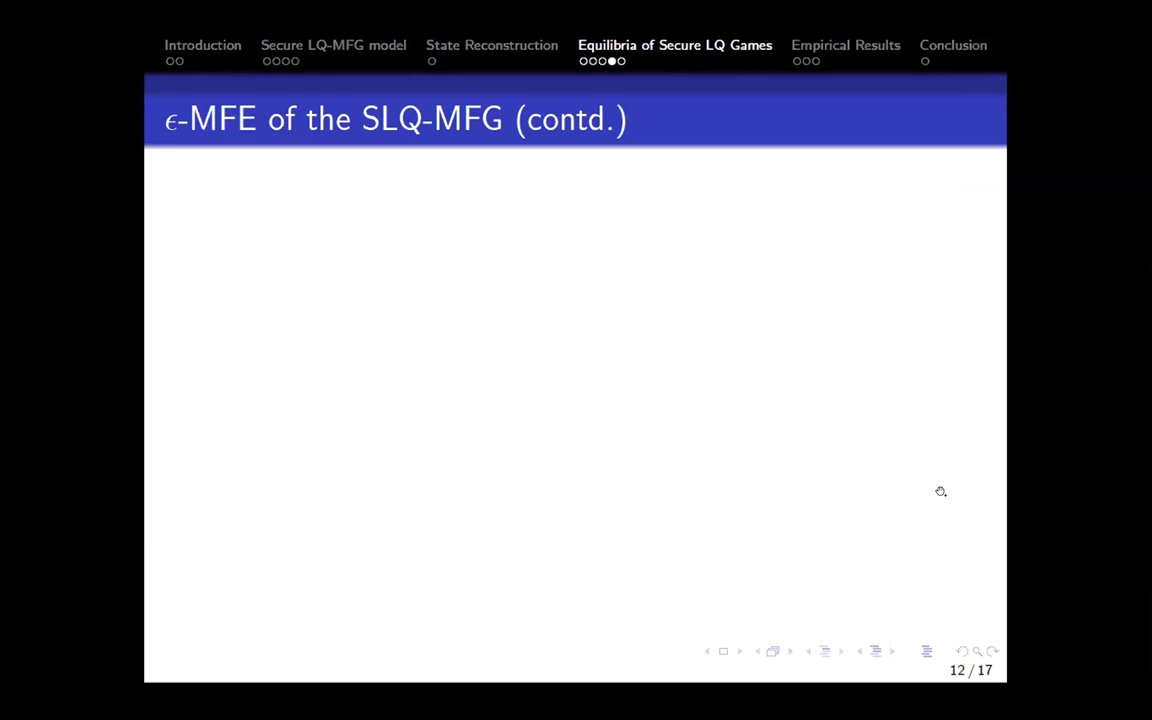 Introduction Secure LQ-MFG model State Reconstruction Equilibria of Secure LQ Games Empirical Results Conclusion
ϵ-MFE of the SLQ-MFG (contd.)
12 / 17